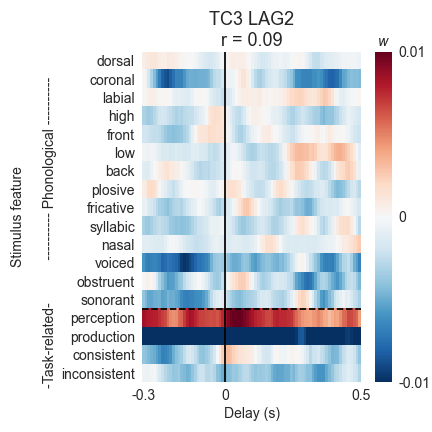 TC3 LAG2
r = 0.09
w
dorsal
coronal
labial
high
front
low
back
plosive
fricative
syllabic
nasal
voiced
obstruent
sonorant
perception
production
consistent
inconsistent
Stimulus feature
-Task-related-
----------- Phonological -----------
0.01
0
-0.01
-0.3
0
0.5
Delay (s)